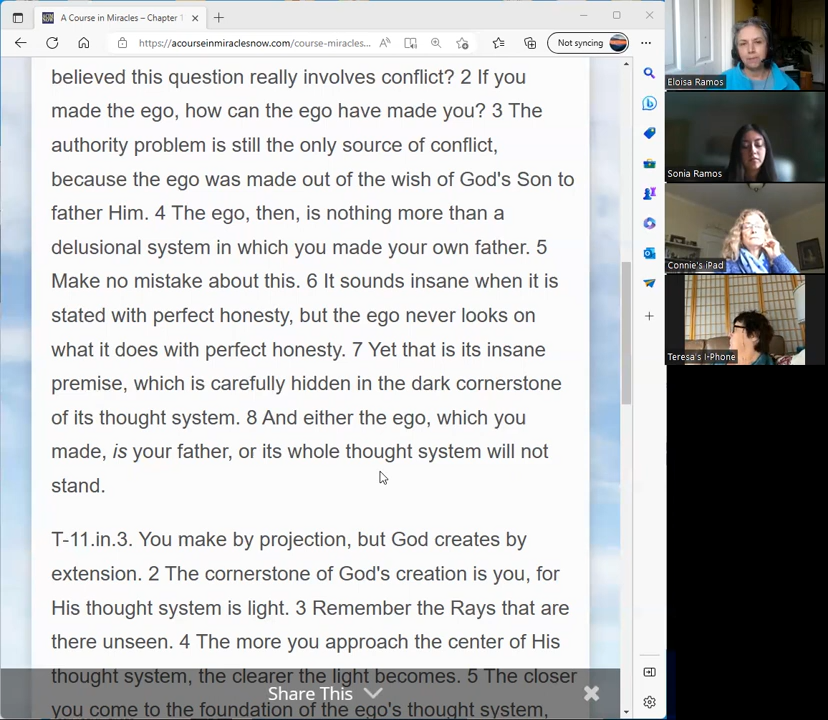 A Course in Miracles – Chapter 1
https://acourseinmiraclesnow.com/course-miracles...
Not syncing
believed this question really involves conflict? 2 If you
made the ego, how can the ego have made you? 3 The
authority problem is still the only source of conflict,
because the ego was made out of the wish of God's Son to
father Him. 4 The ego, then, is nothing more than a
delusional system in which you made your own father. 5
Make no mistake about this. 6 It sounds insane when it is
stated with perfect honesty, but the ego never looks on
what it does with perfect honesty. 7 Yet that is its insane
premise, which is carefully hidden in the dark cornerstone
of its thought system. 8 And either the ego, which you
made, is your father, or its whole thought system will not
stand.
T-11.in.3. You make by projection, but God creates by
extension. 2 The cornerstone of God's creation is you, for
His thought system is light. 3 Remember the Rays that are
there unseen. 4 The more you approach the center of His
thought system, the clearer the light becomes. 5 The closer
you come to the foundation of the ego's thought system,
Share This
Eloisa Ramos
Sonia Ramos
Connie's iPad
Teresa's I-Phone